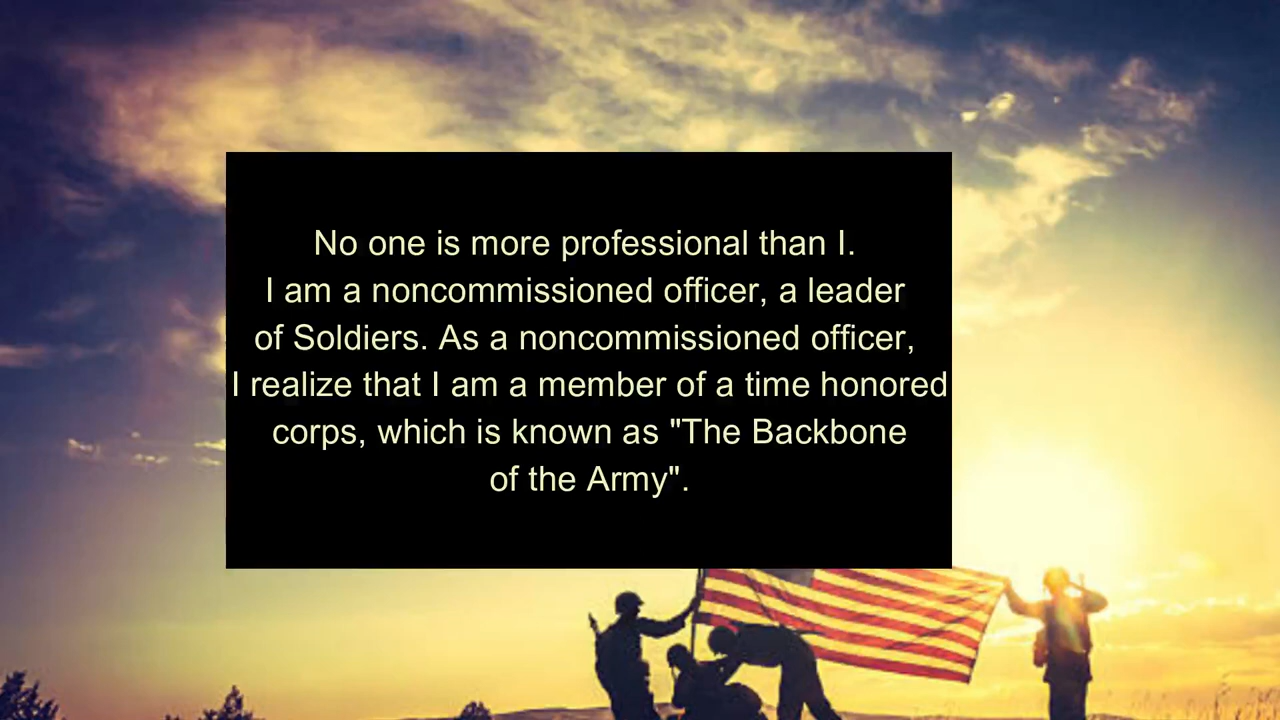 No one is more professional than I.
I am a noncommissioned officer, a leader
of Soldiers. As a noncommissioned officer,
I realize that I am a member of a time honored
corps, which is known as "The Backbone
of the Army".